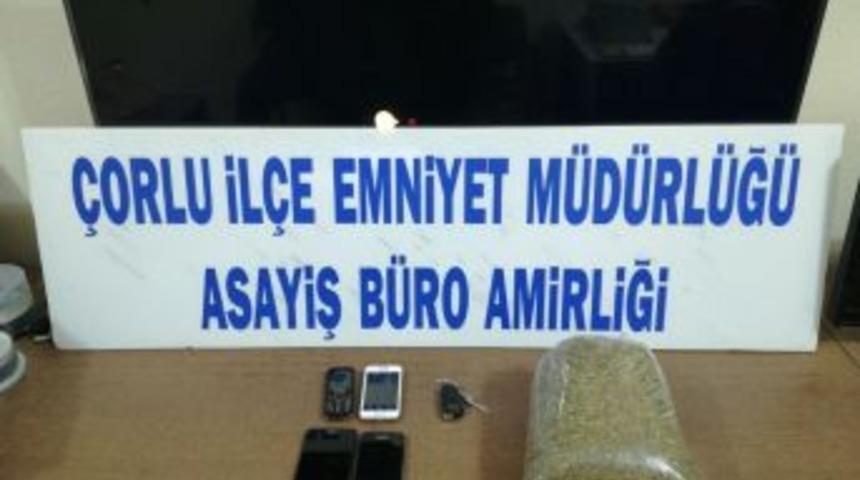 ÇORLU İLÇE EMNİYET MÜDÜRLÜĞÜ
ASAYİŞ BÜRO AMİRLİĞİ